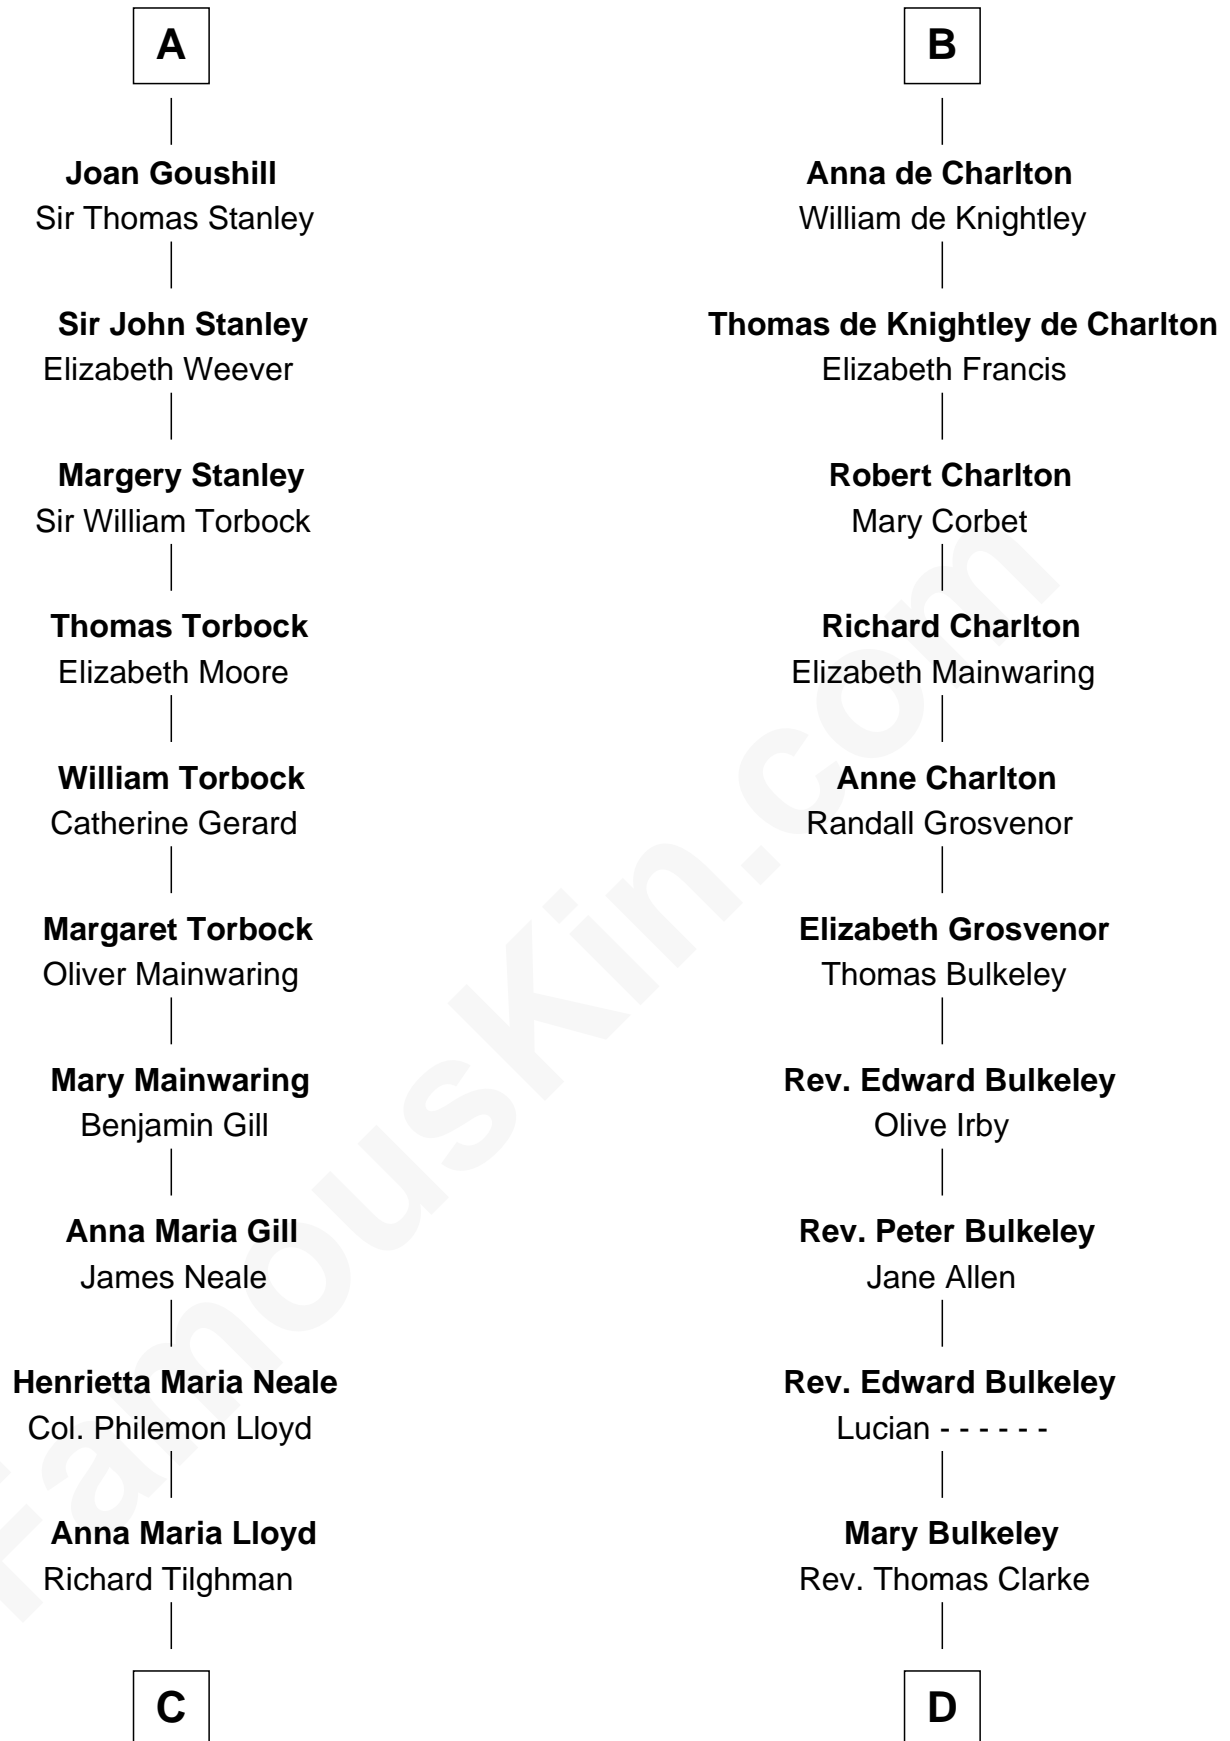 A
Joan Goushill
Sir Thomas Stanley
Sir John Stanley
Elizabeth Weever
Margery Stanley
Sir William Torbock
Thomas Torbock
Elizabeth Moore
William Torbock
Catherine Gerard
Margaret Torbock
Oliver Mainwaring
Mary Mainwaring
Benjamin Gill
Anna Maria Gill
James Neale
Henrietta Maria Neale
Col. Philemon Lloyd
Anna Maria Lloyd
Richard Tilghman
C
B
Anna de Charlton
William de Knightley
Thomas de Knightley de Charlton
Elizabeth Francis
Robert Charlton
Mary Corbet
Richard Charlton
Elizabeth Mainwaring
Anne Charlton
Randall Grosvenor
Elizabeth Grosvenor
Thomas Bulkeley
Rev. Edward Bulkeley
Olive Irby
Rev. Peter Bulkeley
Jane Allen
Rev. Edward Bulkeley
Lucian - - - - - -
Mary Bulkeley
Rev. Thomas Clarke
D
FamousKin.com